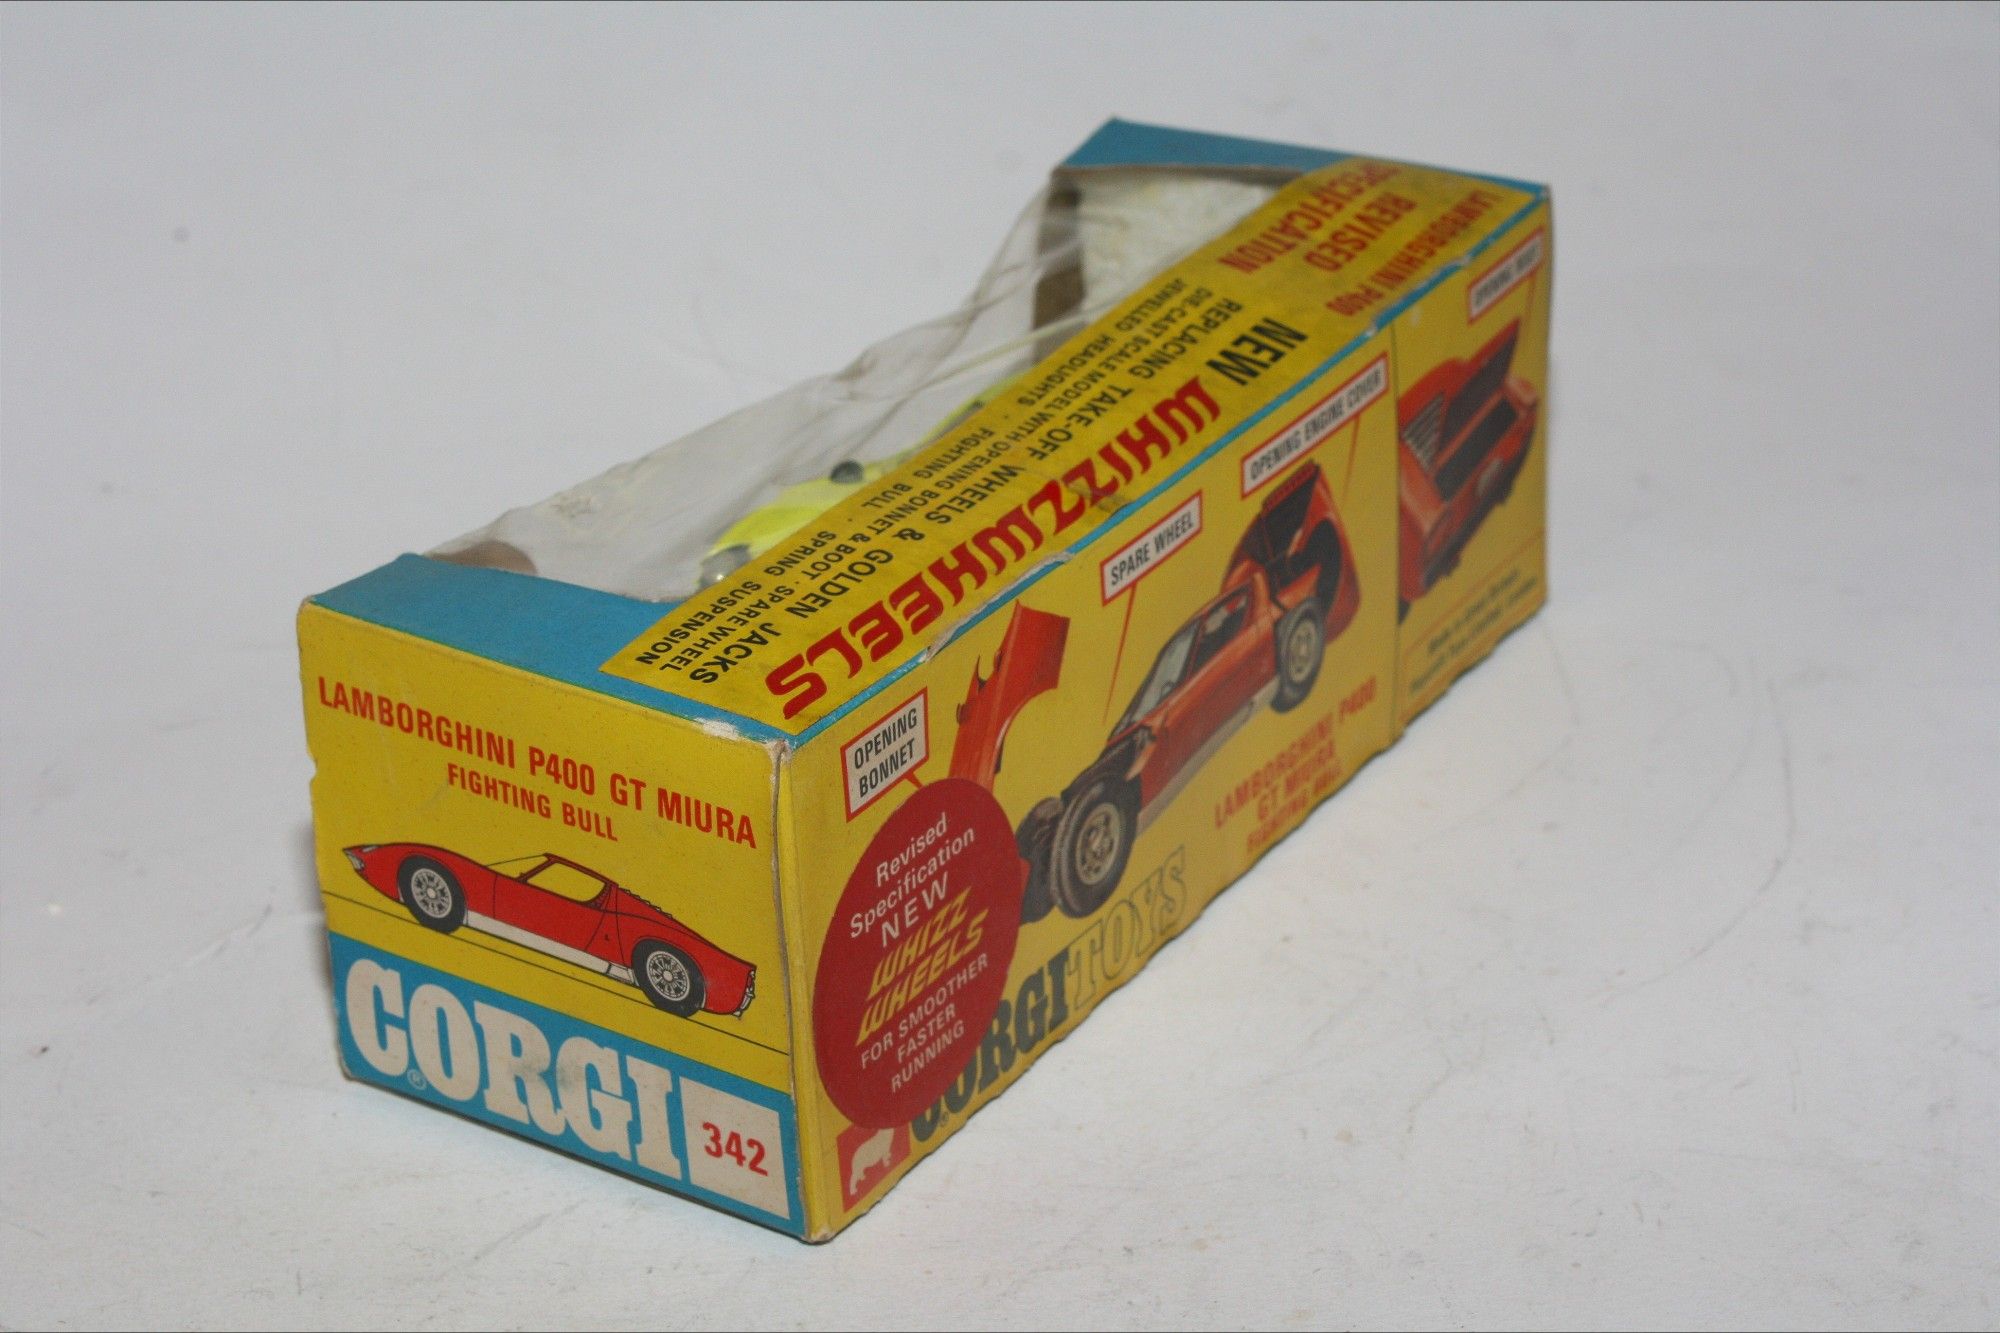 LAMBORGHINI P400 GT MIURA
FIGHTING BULL
CORGI
®
342
LAMBORGHINI P400
REVISED
SPECIFICATION
NEW WHIZZWHEELS
REPLACING TAKE-OFF WHEELS & GOLDEN JACKS
DIE-CAST SCALE MODEL WITH OPENING BONNET & BOOT · SPARE WHEEL
JEWELLED HEADLIGHTS · FIGHTING BULL · SPRING SUSPENSION
OPENING
BONNET
SPARE WHEEL
OPENING ENGINE COVER
OPENING
Revised
Specification
NEW
WHIZZ
WHEELS
FOR SMOOTHER
FASTER
RUNNING
LAMBORGHINI P400
GT MIURA
FIGHTING BULL
CORGI TOYS